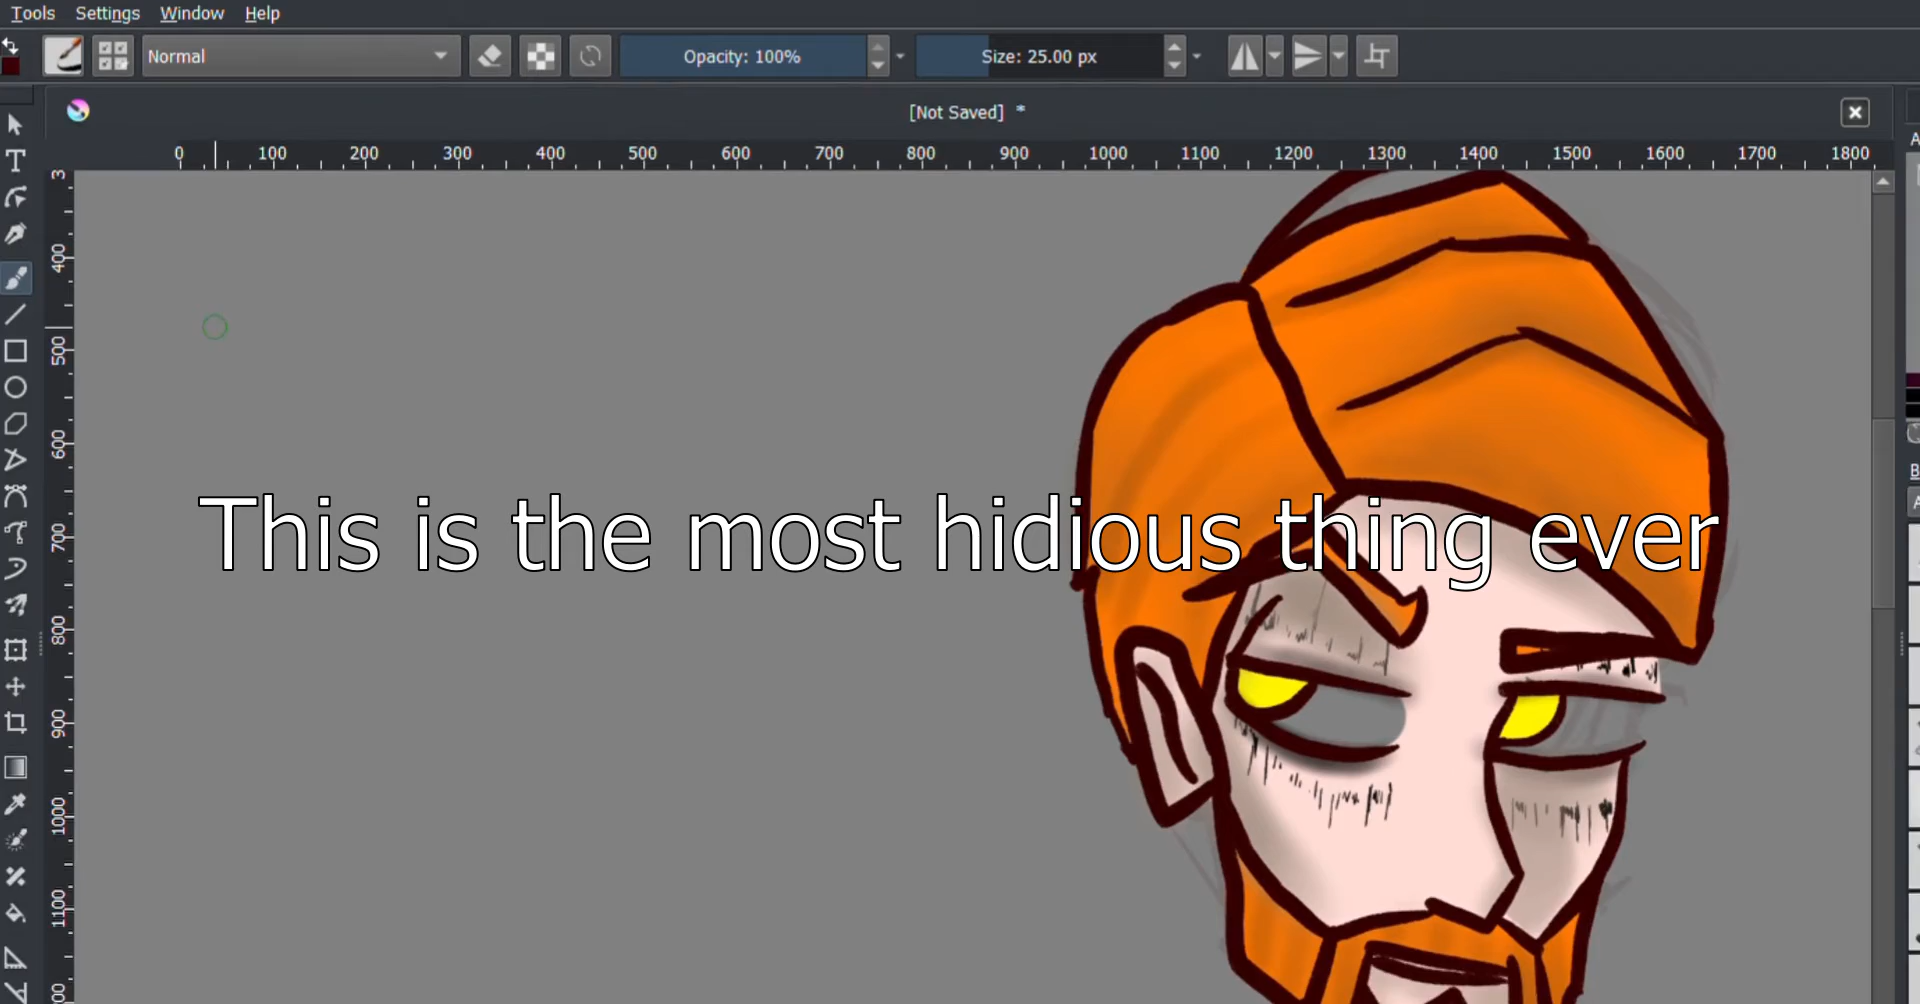 Tools Settings Window Help
Normal Opacity: 100% Size: 25.00 px
[Not Saved] *
0 100 200 300 400 500 600 700 800 900 1000 1100 1200 1300 1400 1500 1600 1700 1800
3
400
500
600
700
800
900
1000
1100
00
This is the most hidious thing ever